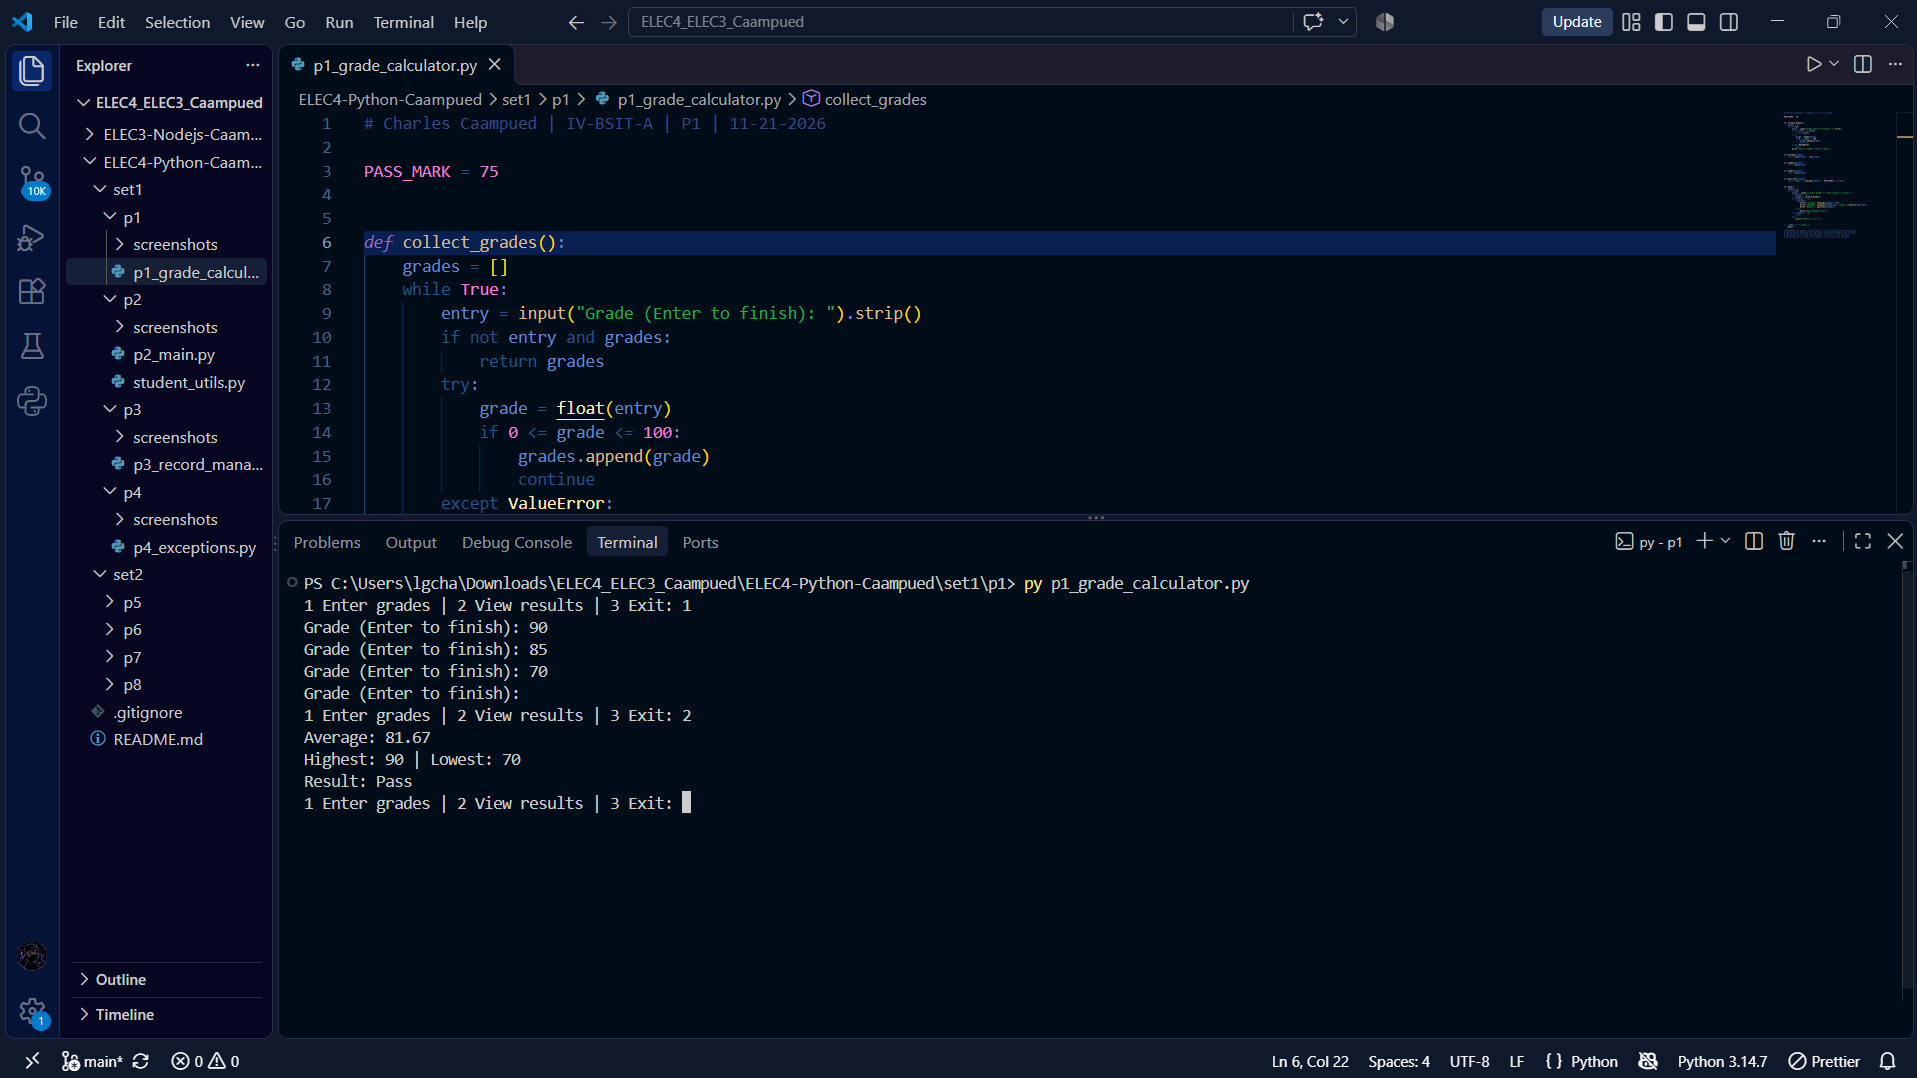 File Edit Selection View Go Run Terminal Help
ELEC4_ELEC3_Caampued
Update
Explorer
ELEC4_ELEC3_Caampued
ELEC3-Nodejs-Caam...
ELEC4-Python-Caam...
set1
p1
screenshots
p1_grade_calcul...
p2
screenshots
p2_main.py
student_utils.py
p3
screenshots
p3_record_mana...
p4
screenshots
p4_exceptions.py
set2
p5
p6
p7
p8
.gitignore
README.md
Outline
Timeline
10K
1
p1_grade_calculator.py
ELEC4-Python-Caampued > set1 > p1 > p1_grade_calculator.py > collect_grades
1 # Charles Caampued | IV-BSIT-A | P1 | 11-21-2026
2
3 PASS_MARK = 75
4
5
6 def collect_grades():
7 grades = []
8 while True:
9 entry = input("Grade (Enter to finish): ").strip()
10 if not entry and grades:
11 return grades
12 try:
13 grade = float(entry)
14 if 0 <= grade <= 100:
15 grades.append(grade)
16 continue
17 except ValueError:
Problems Output Debug Console Terminal Ports
py - p1
PS C:\Users\lgcha\Downloads\ELEC4_ELEC3_Caampued\ELEC4-Python-Caampued\set1\p1> py p1_grade_calculator.py
1 Enter grades | 2 View results | 3 Exit: 1
Grade (Enter to finish): 90
Grade (Enter to finish): 85
Grade (Enter to finish): 70
Grade (Enter to finish):
1 Enter grades | 2 View results | 3 Exit: 2
Average: 81.67
Highest: 90 | Lowest: 70
Result: Pass
1 Enter grades | 2 View results | 3 Exit:
main* 0 0
Ln 6, Col 22 Spaces: 4 UTF-8 LF {} Python Python 3.14.7 Prettier